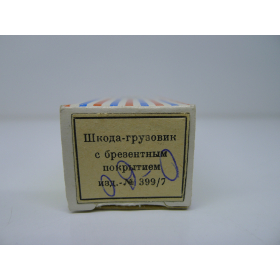 Шкода-грузовик
с брезентным
покрытием
изд.-№ 399/7